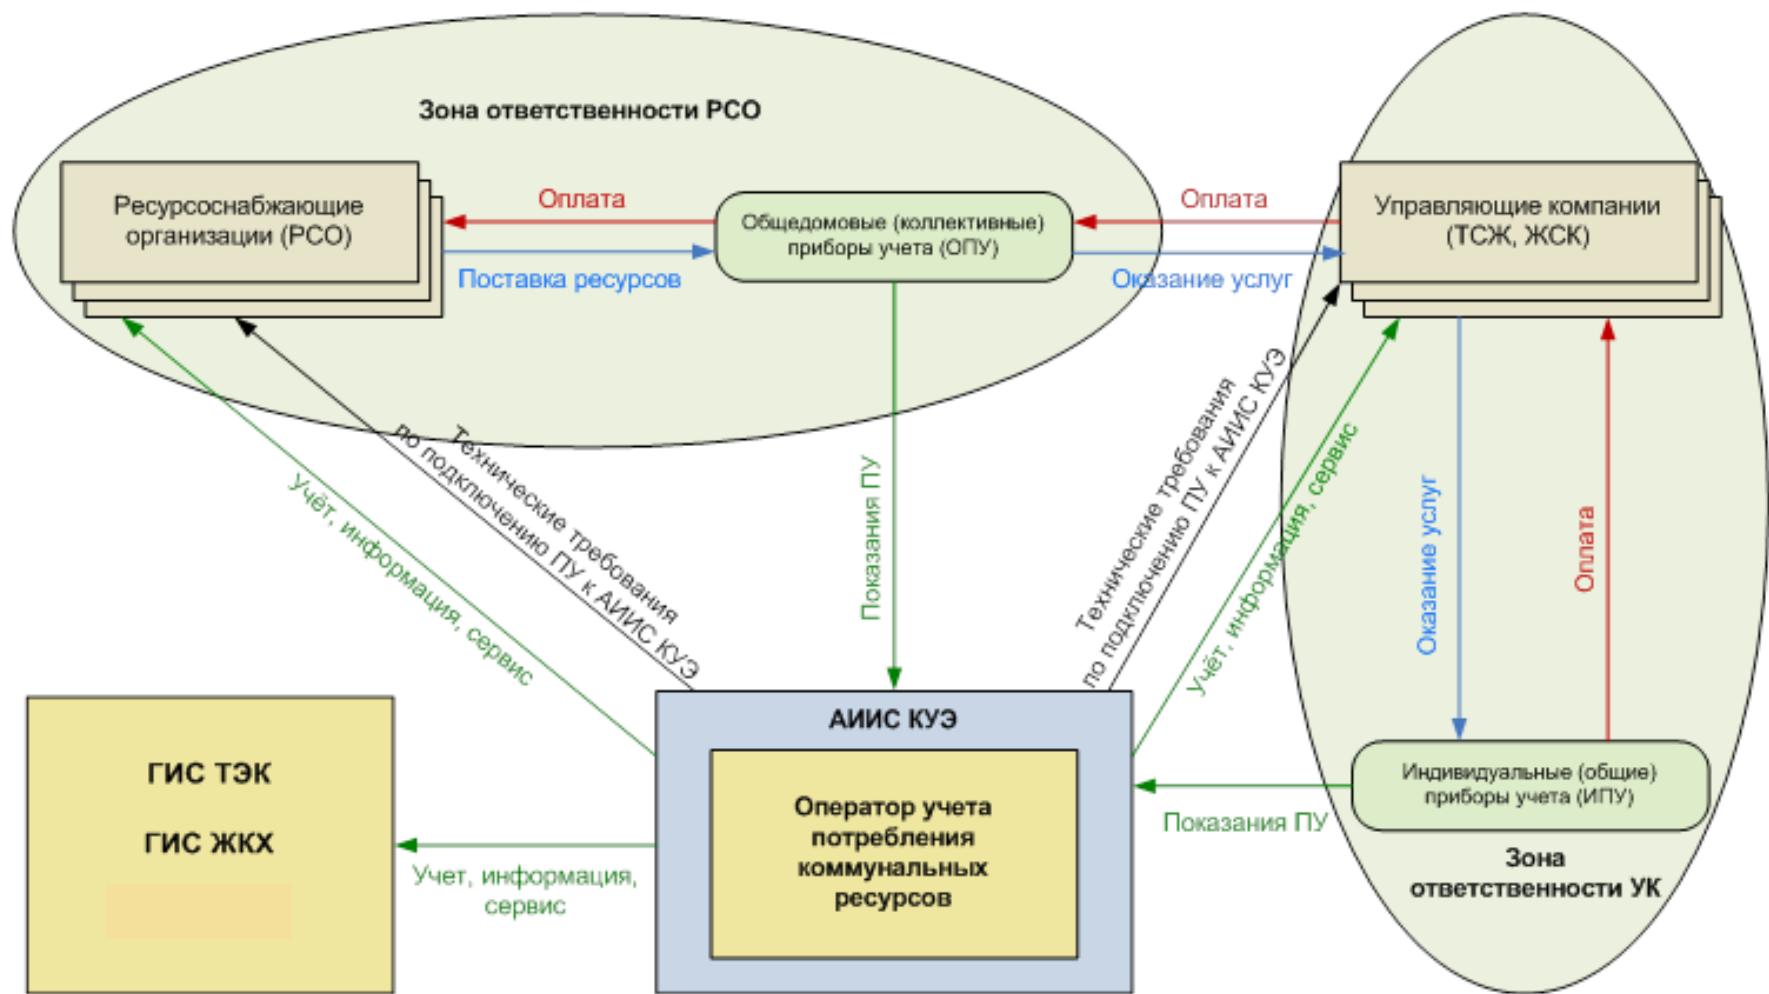 Зона ответственности РСО
Ресурсоснабжающие
организации (РСО)
Оплата
Поставка ресурсов
Общедомовые (коллективные)
приборы учета (ОПУ)
Оплата
Оказание услуг
Управляющие компании
(ТСЖ, ЖСК)
Технические требования
по подключению ПУ к АИИС КУЭ
Учёт, информация, сервис
Показания ПУ
Технические требования
по подключению ПУ к АИИС КУЭ
Учёт, информация, сервис
Оказание услуг
Оплата
ГИС ТЭК
ГИС ЖКХ
Учет, информация,
сервис
АИИС КУЭ
Оператор учета
потребления
коммунальных
ресурсов
Показания ПУ
Индивидуальные (общие)
приборы учета (ИПУ)
Зона
ответственности УК